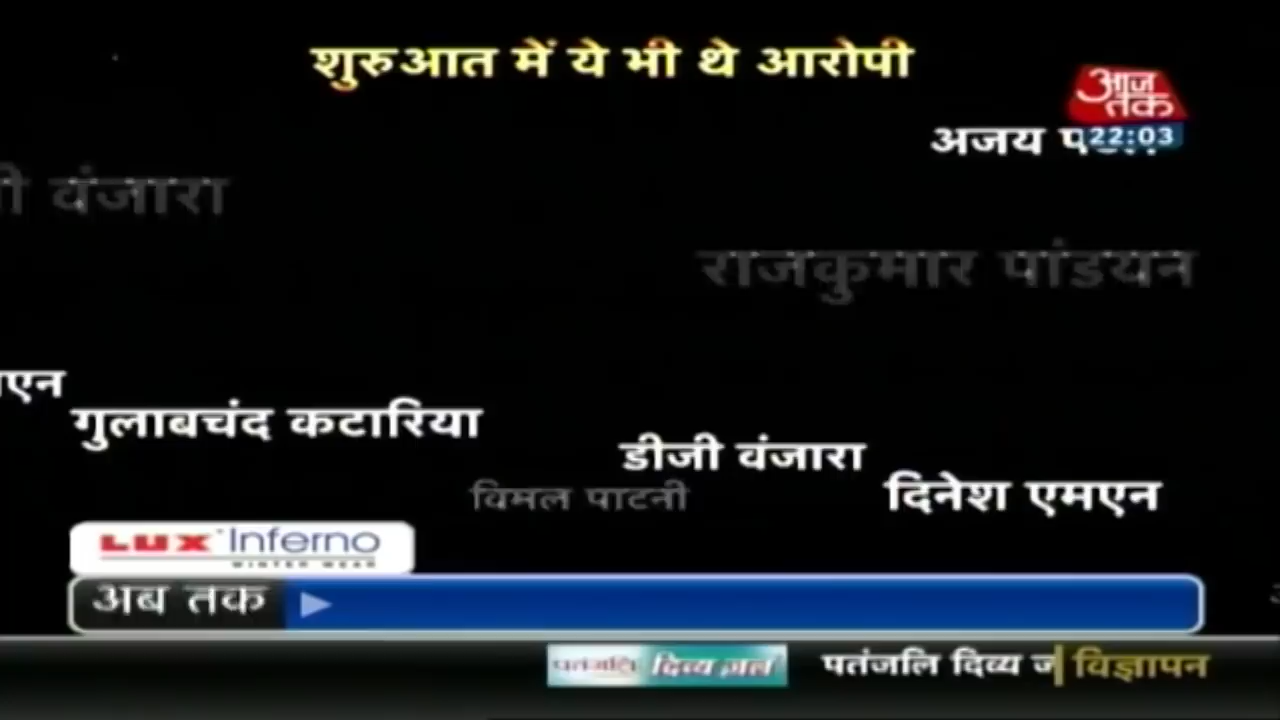 शुरुआत में ये भी थे आरोपी
आज तक
22:03
अजय
वंजारा
राजकुमार पांडयन
एमएन
गुलाबचंद कटारिया
डीजी वंजारा
विमल पाटनी
दिनेश एमएन
LUX Inferno
WINTER WEAR
अब तक
पतंजलि दिव्य जल
पतंजलि दिव्य ज
विज्ञापन